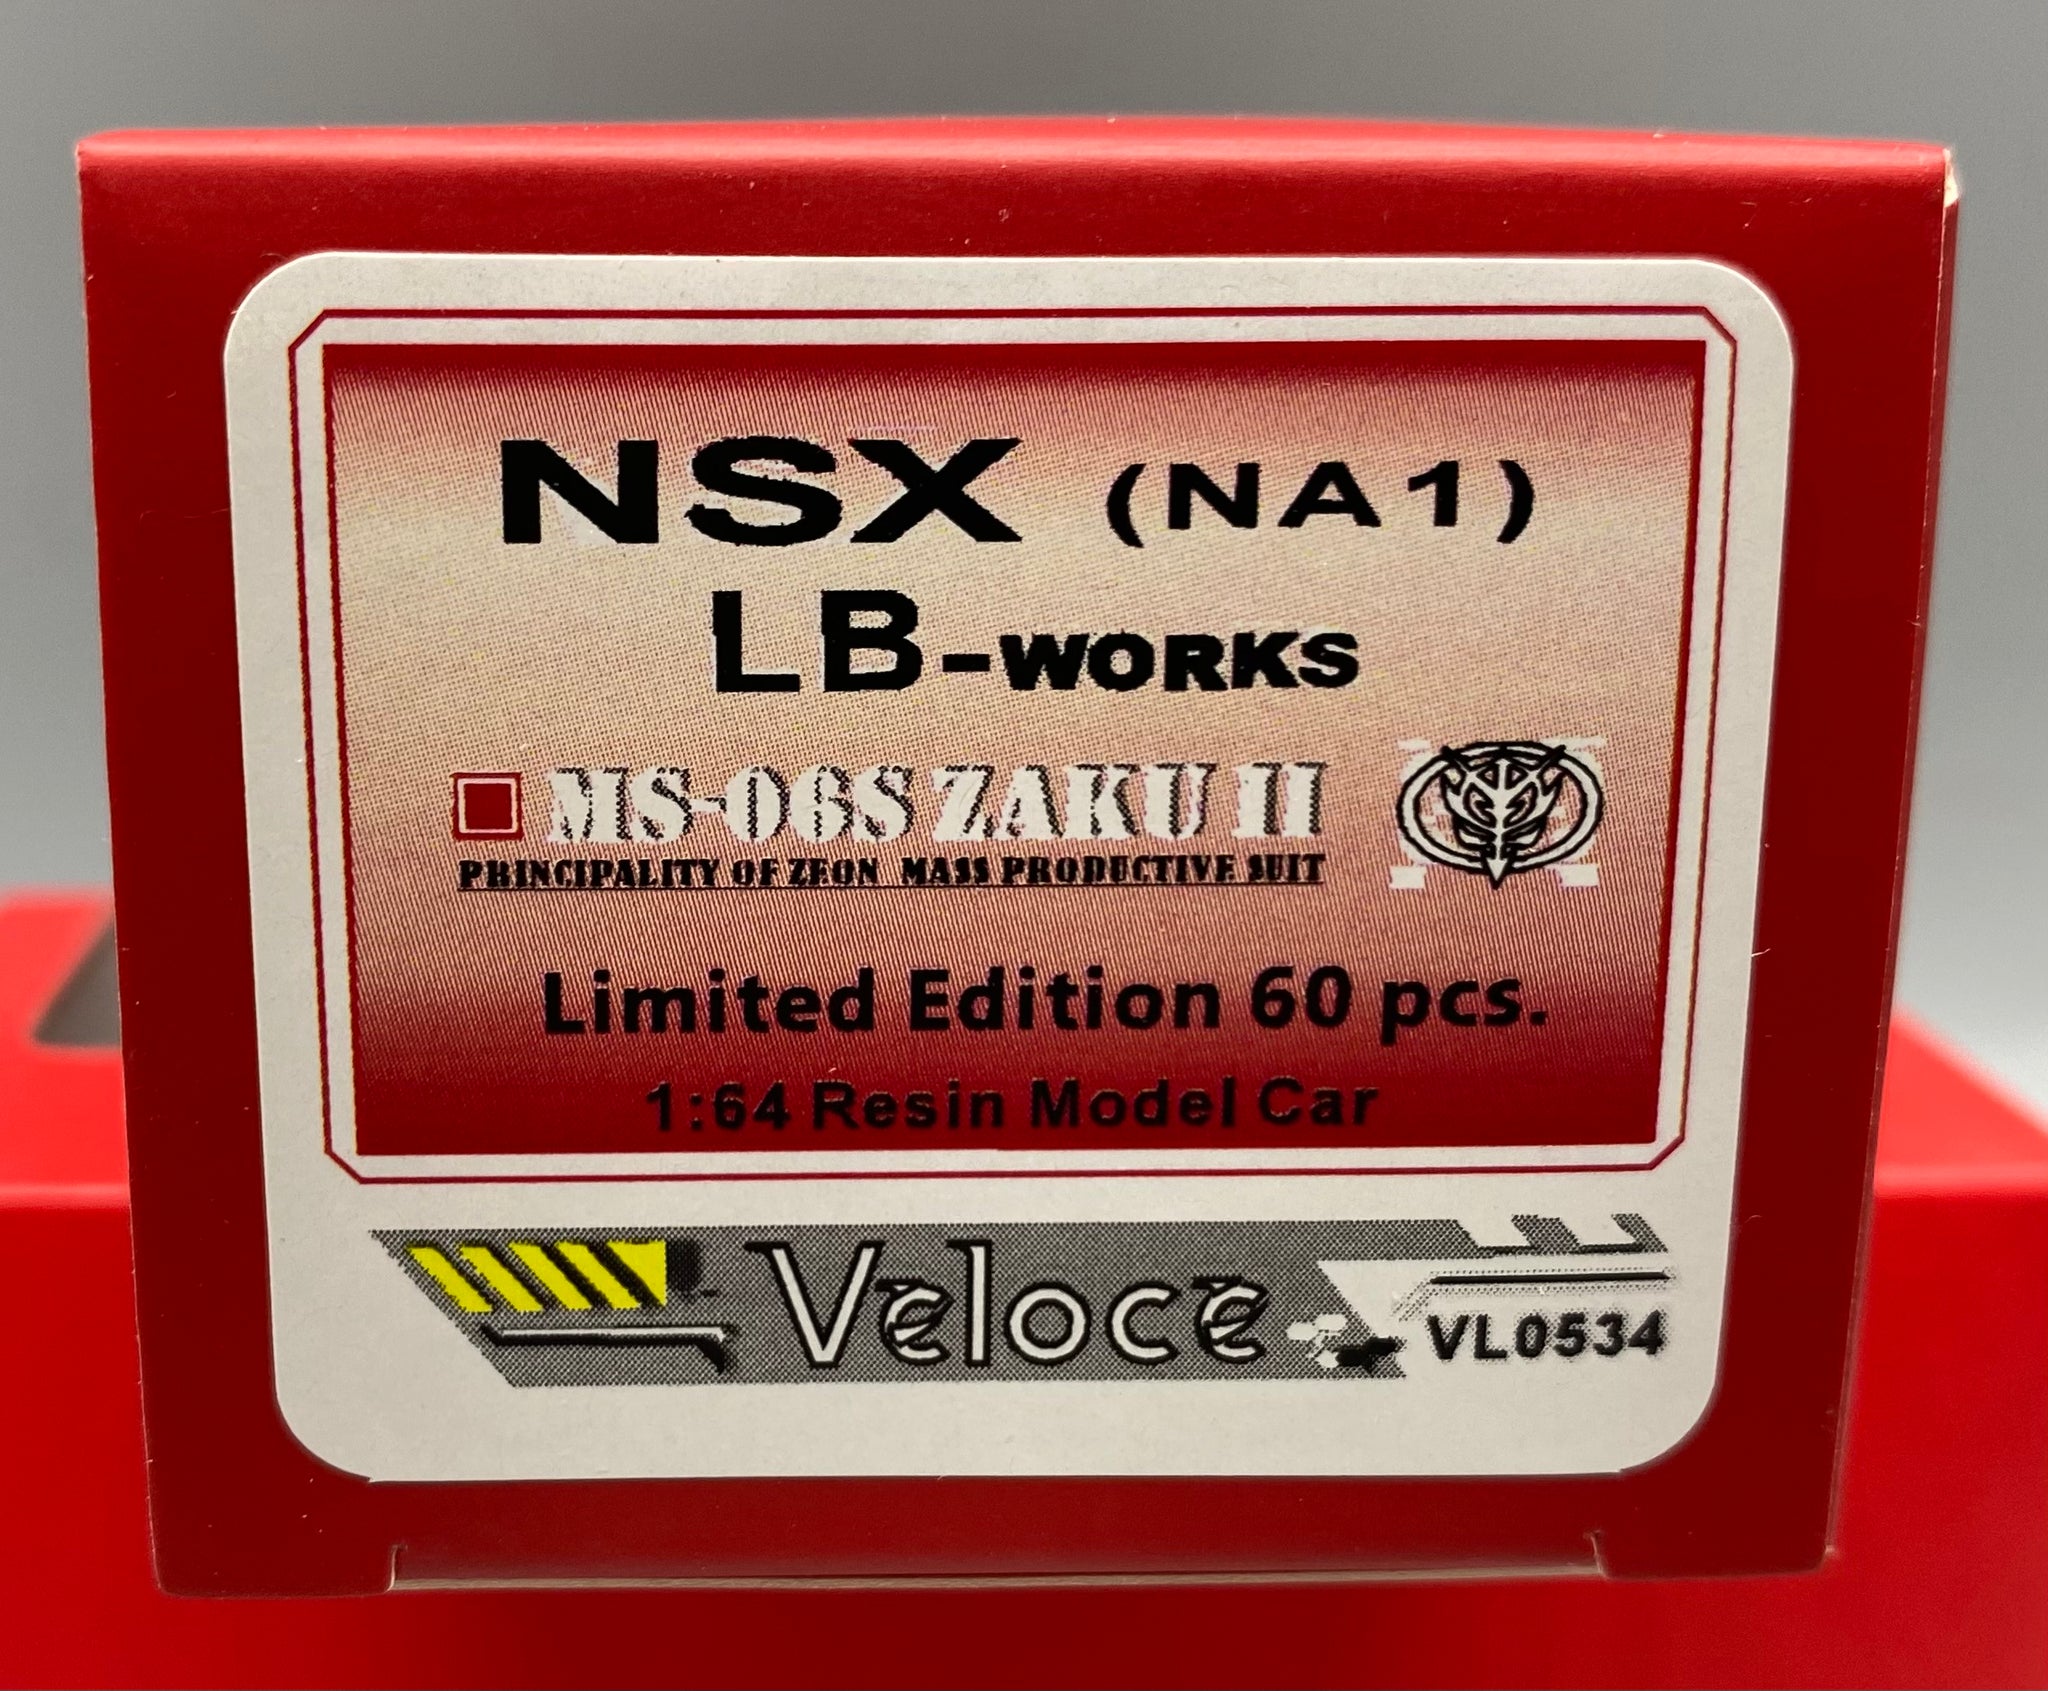 NSX (NA1)
LB-WORKS
MS-06S ZAKU II
PRINCIPALITY OF ZEON MASS PRODUCTIVE SUIT
Limited Edition 60 pcs.
1:64 Resin Model Car
Veloce
VL0534